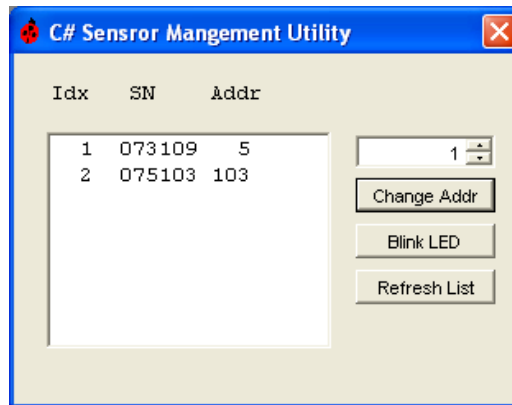 C# Sensror Mangement Utility
Idx SN Addr
1 073109 5
2 075103 103
1
Change Addr
Blink LED
Refresh List